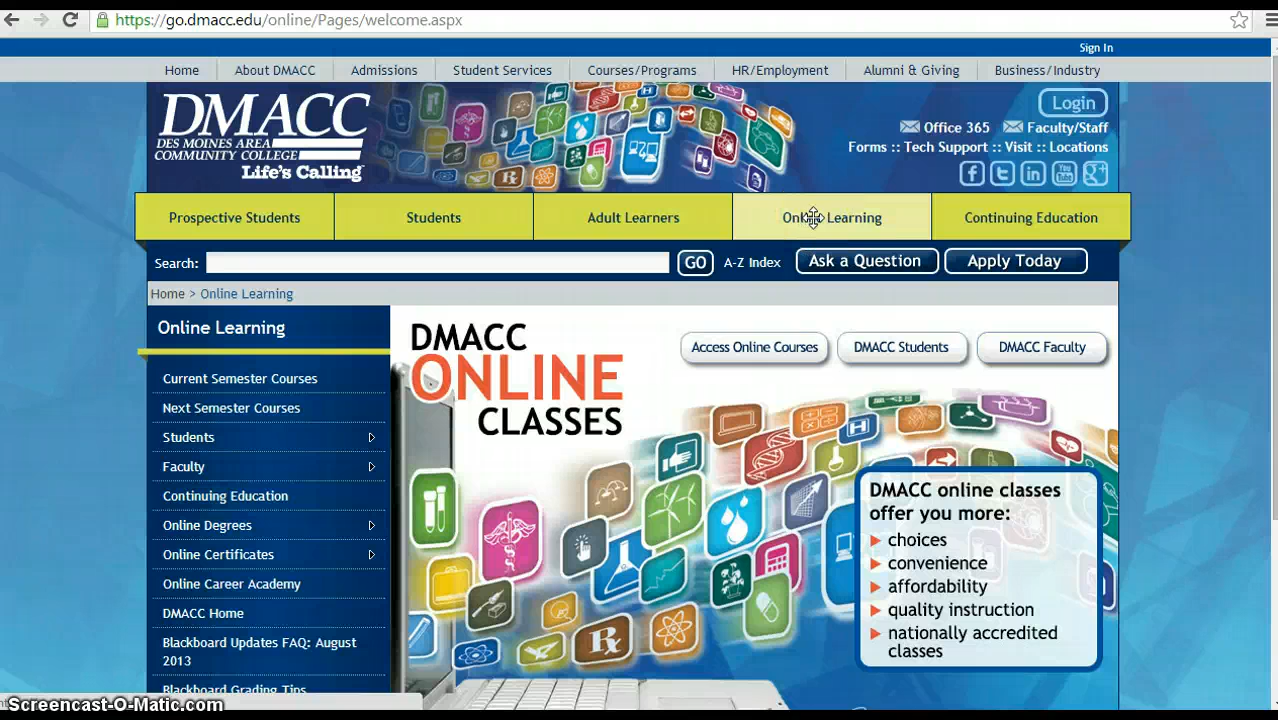 https://go.dmacc.edu/online/Pages/welcome.aspx
Sign In
Home About DMACC Admissions Student Services Courses/Programs HR/Employment Alumni & Giving Business/Industry
DMACC
DES MOINES AREA
COMMUNITY COLLEGE
Life's Calling
Login
Office 365 Faculty/Staff
Forms :: Tech Support :: Visit :: Locations
Prospective Students Students Adult Learners Online Learning Continuing Education
Search: GO A-Z Index Ask a Question Apply Today
Home > Online Learning
Online Learning
Current Semester Courses
Next Semester Courses
Students
Faculty
Continuing Education
Online Degrees
Online Certificates
Online Career Academy
DMACC Home
Blackboard Updates FAQ: August
2013
Blackboard Grading Tips
DMACC
ONLINE
CLASSES
Access Online Courses DMACC Students DMACC Faculty
Rx
DMACC online classes
offer you more:
choices
convenience
affordability
quality instruction
nationally accredited
classes
Screencast-O-Matic.com